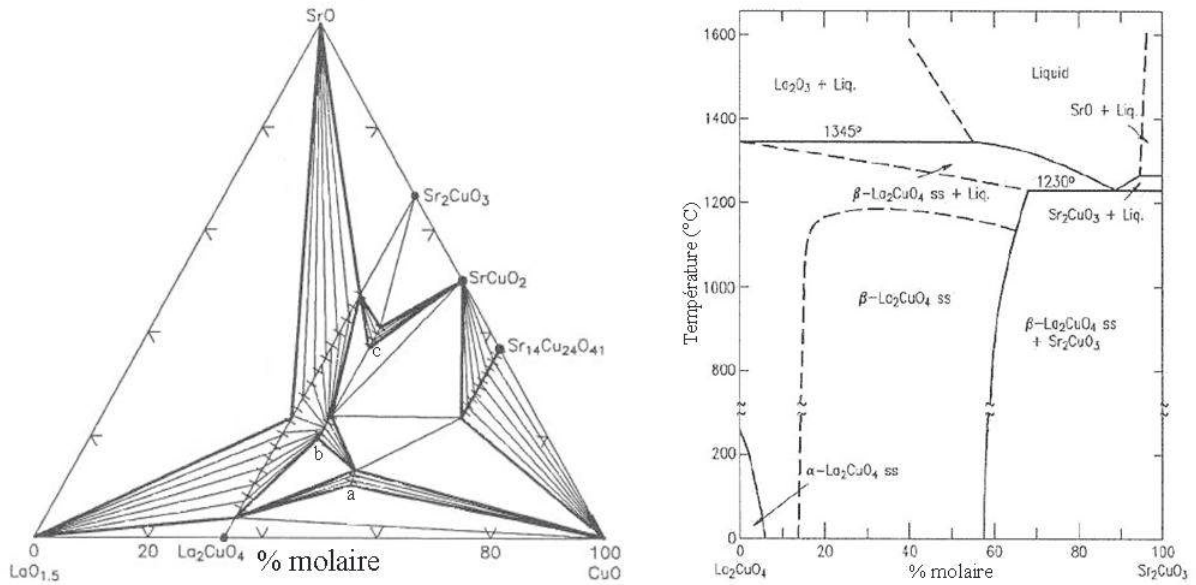 SrO
Sr₂CuO₃
SrCuO₂
Sr₁₄Cu₂₄O₄₁
c
b
a
0 20 80 100
LaO₁.₅ La₂CuO₄ % molaire CuO
Température (°C)
1600
1400
1200
1000
800
200
0
La₂O₃ + Liq.
Liquid
SrO + Liq.
1345°
1230°
β-La₂CuO₄ ss + Liq.
Sr₂CuO₃ + Liq.
β-La₂CuO₄ ss
β-La₂CuO₄ ss
+ Sr₂CuO₃
α-La₂CuO₄ ss
0 20 40 60 80 100
La₂CuO₄ % molaire Sr₂CuO₃